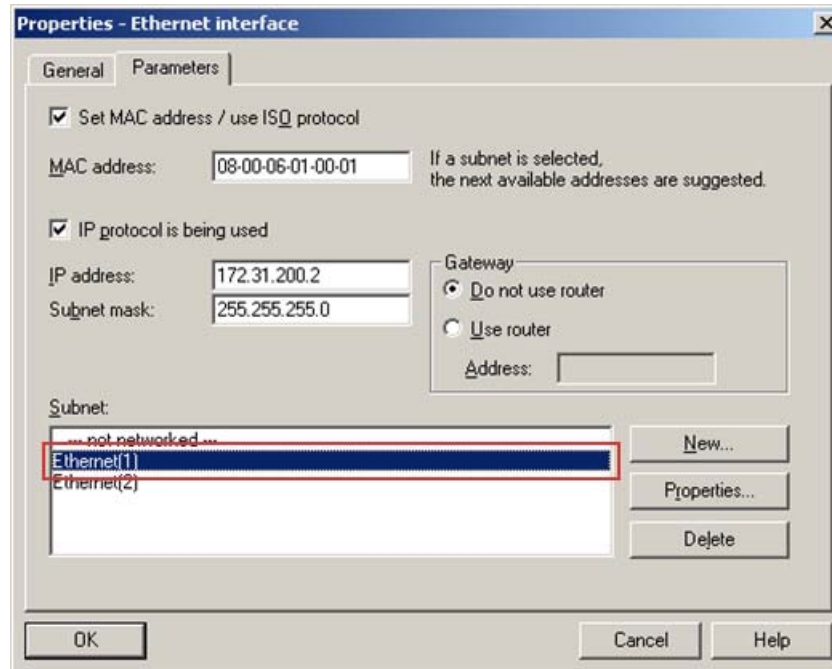 Properties - Ethernet interface
General
Parameters
Set MAC address / use ISO protocol
MAC address:
08-00-06-01-00-01
If a subnet is selected,
the next available addresses are suggested.
IP protocol is being used
IP address:
172.31.200.2
Subnet mask:
255.255.255.0
Gateway
Do not use router
Use router
Address:
Subnet:
--- not networked ---
Ethernet(1)
Ethernet(2)
New...
Properties...
Delete
OK
Cancel
Help